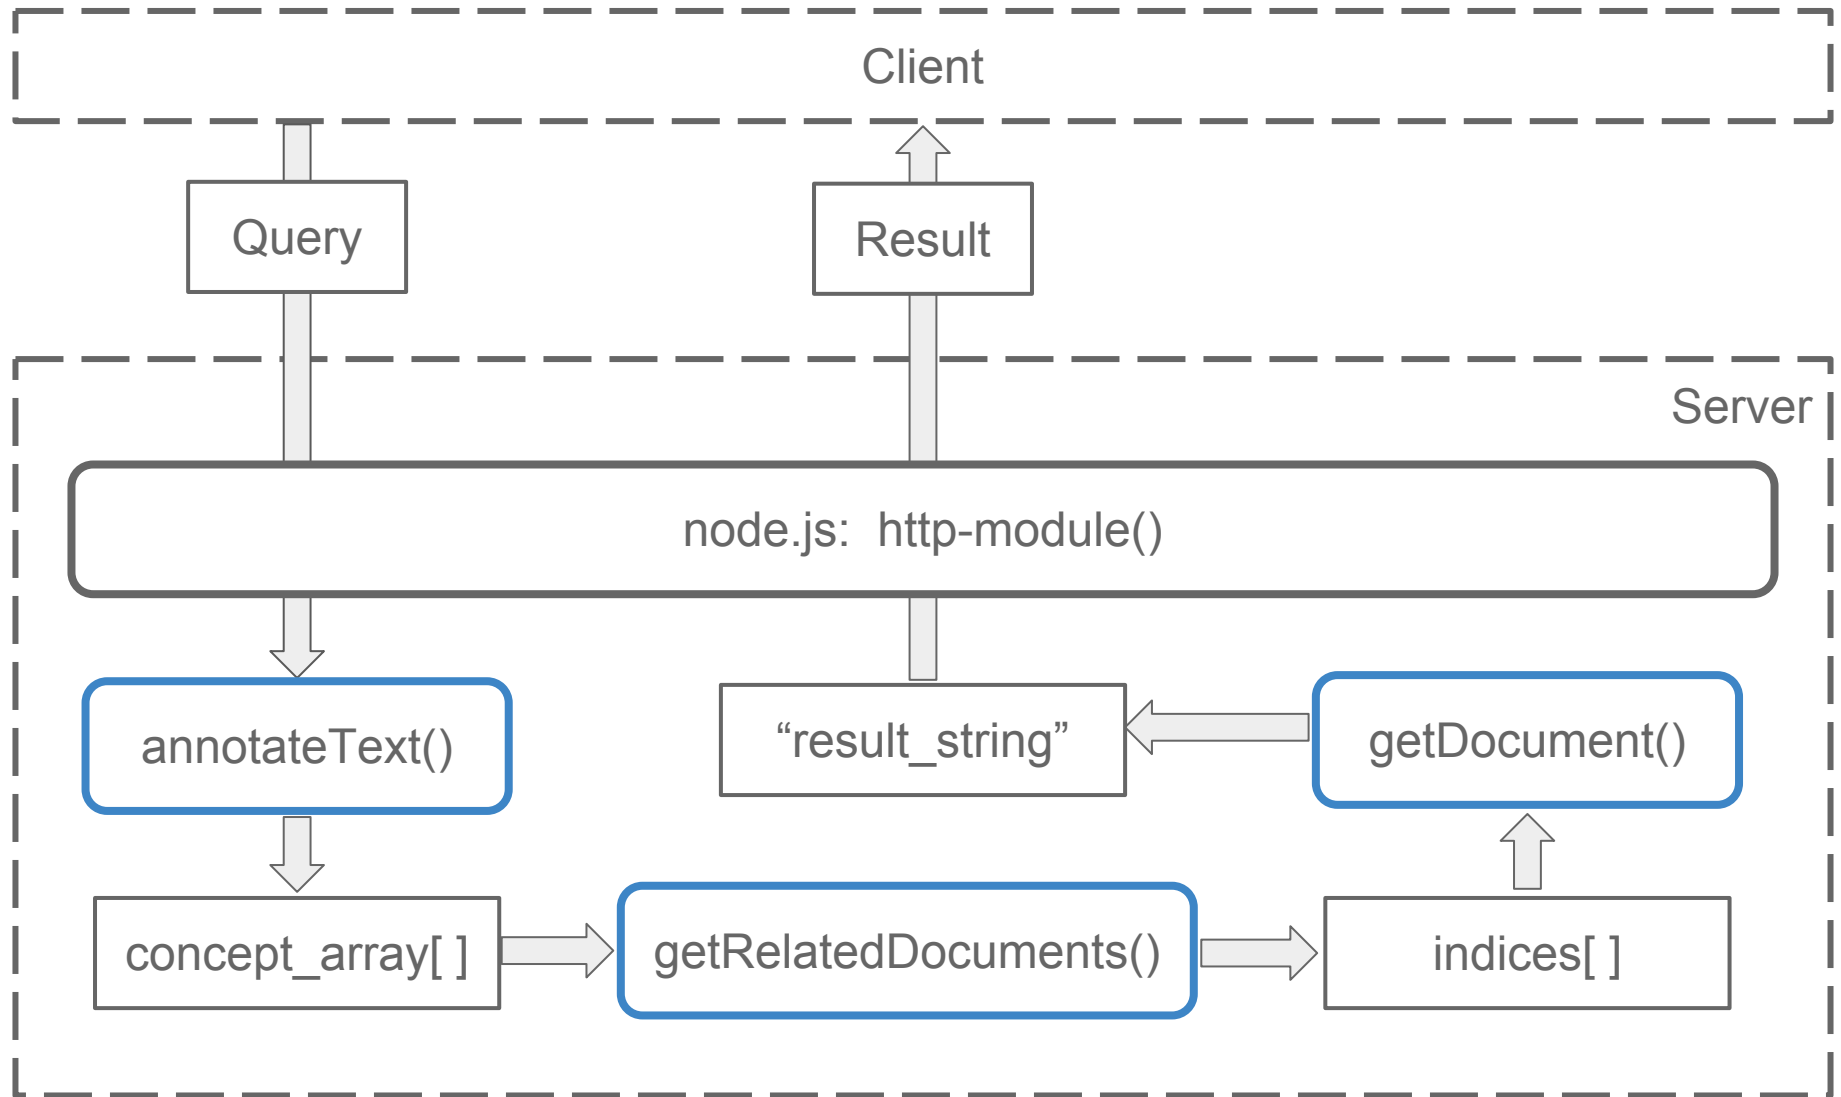 Client
Query
Result
Server
node.js:  http-module()
annotateText()
“result_string”
getDocument()
concept_array[ ]
getRelatedDocuments()
indices[ ]